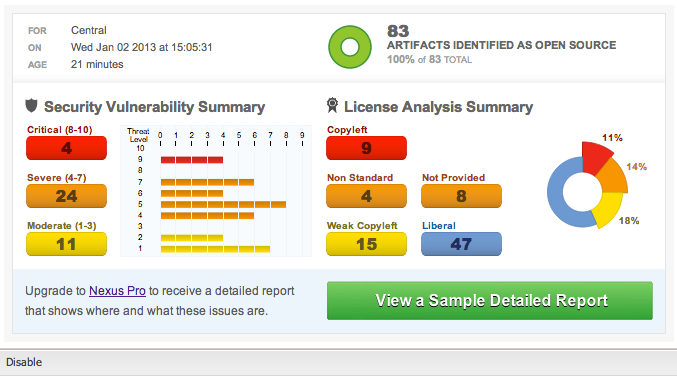 FOR Central
ON Wed Jan 02 2013 at 15:05:31
AGE 21 minutes
83
ARTIFACTS IDENTIFIED AS OPEN SOURCE
100% of 83 TOTAL
Security Vulnerability Summary
Critical (8-10)
4
Severe (4-7)
24
Moderate (1-3)
11
Threat
Level
0 1 2 3 4 5 6 7 8 9
10
9
8
7
6
5
4
3
2
1
License Analysis Summary
Copyleft
9
Non Standard Not Provided
4 8
Weak Copyleft Liberal
15 47
11%
14%
18%
Upgrade to Nexus Pro to receive a detailed report
that shows where and what these issues are.
View a Sample Detailed Report
Disable